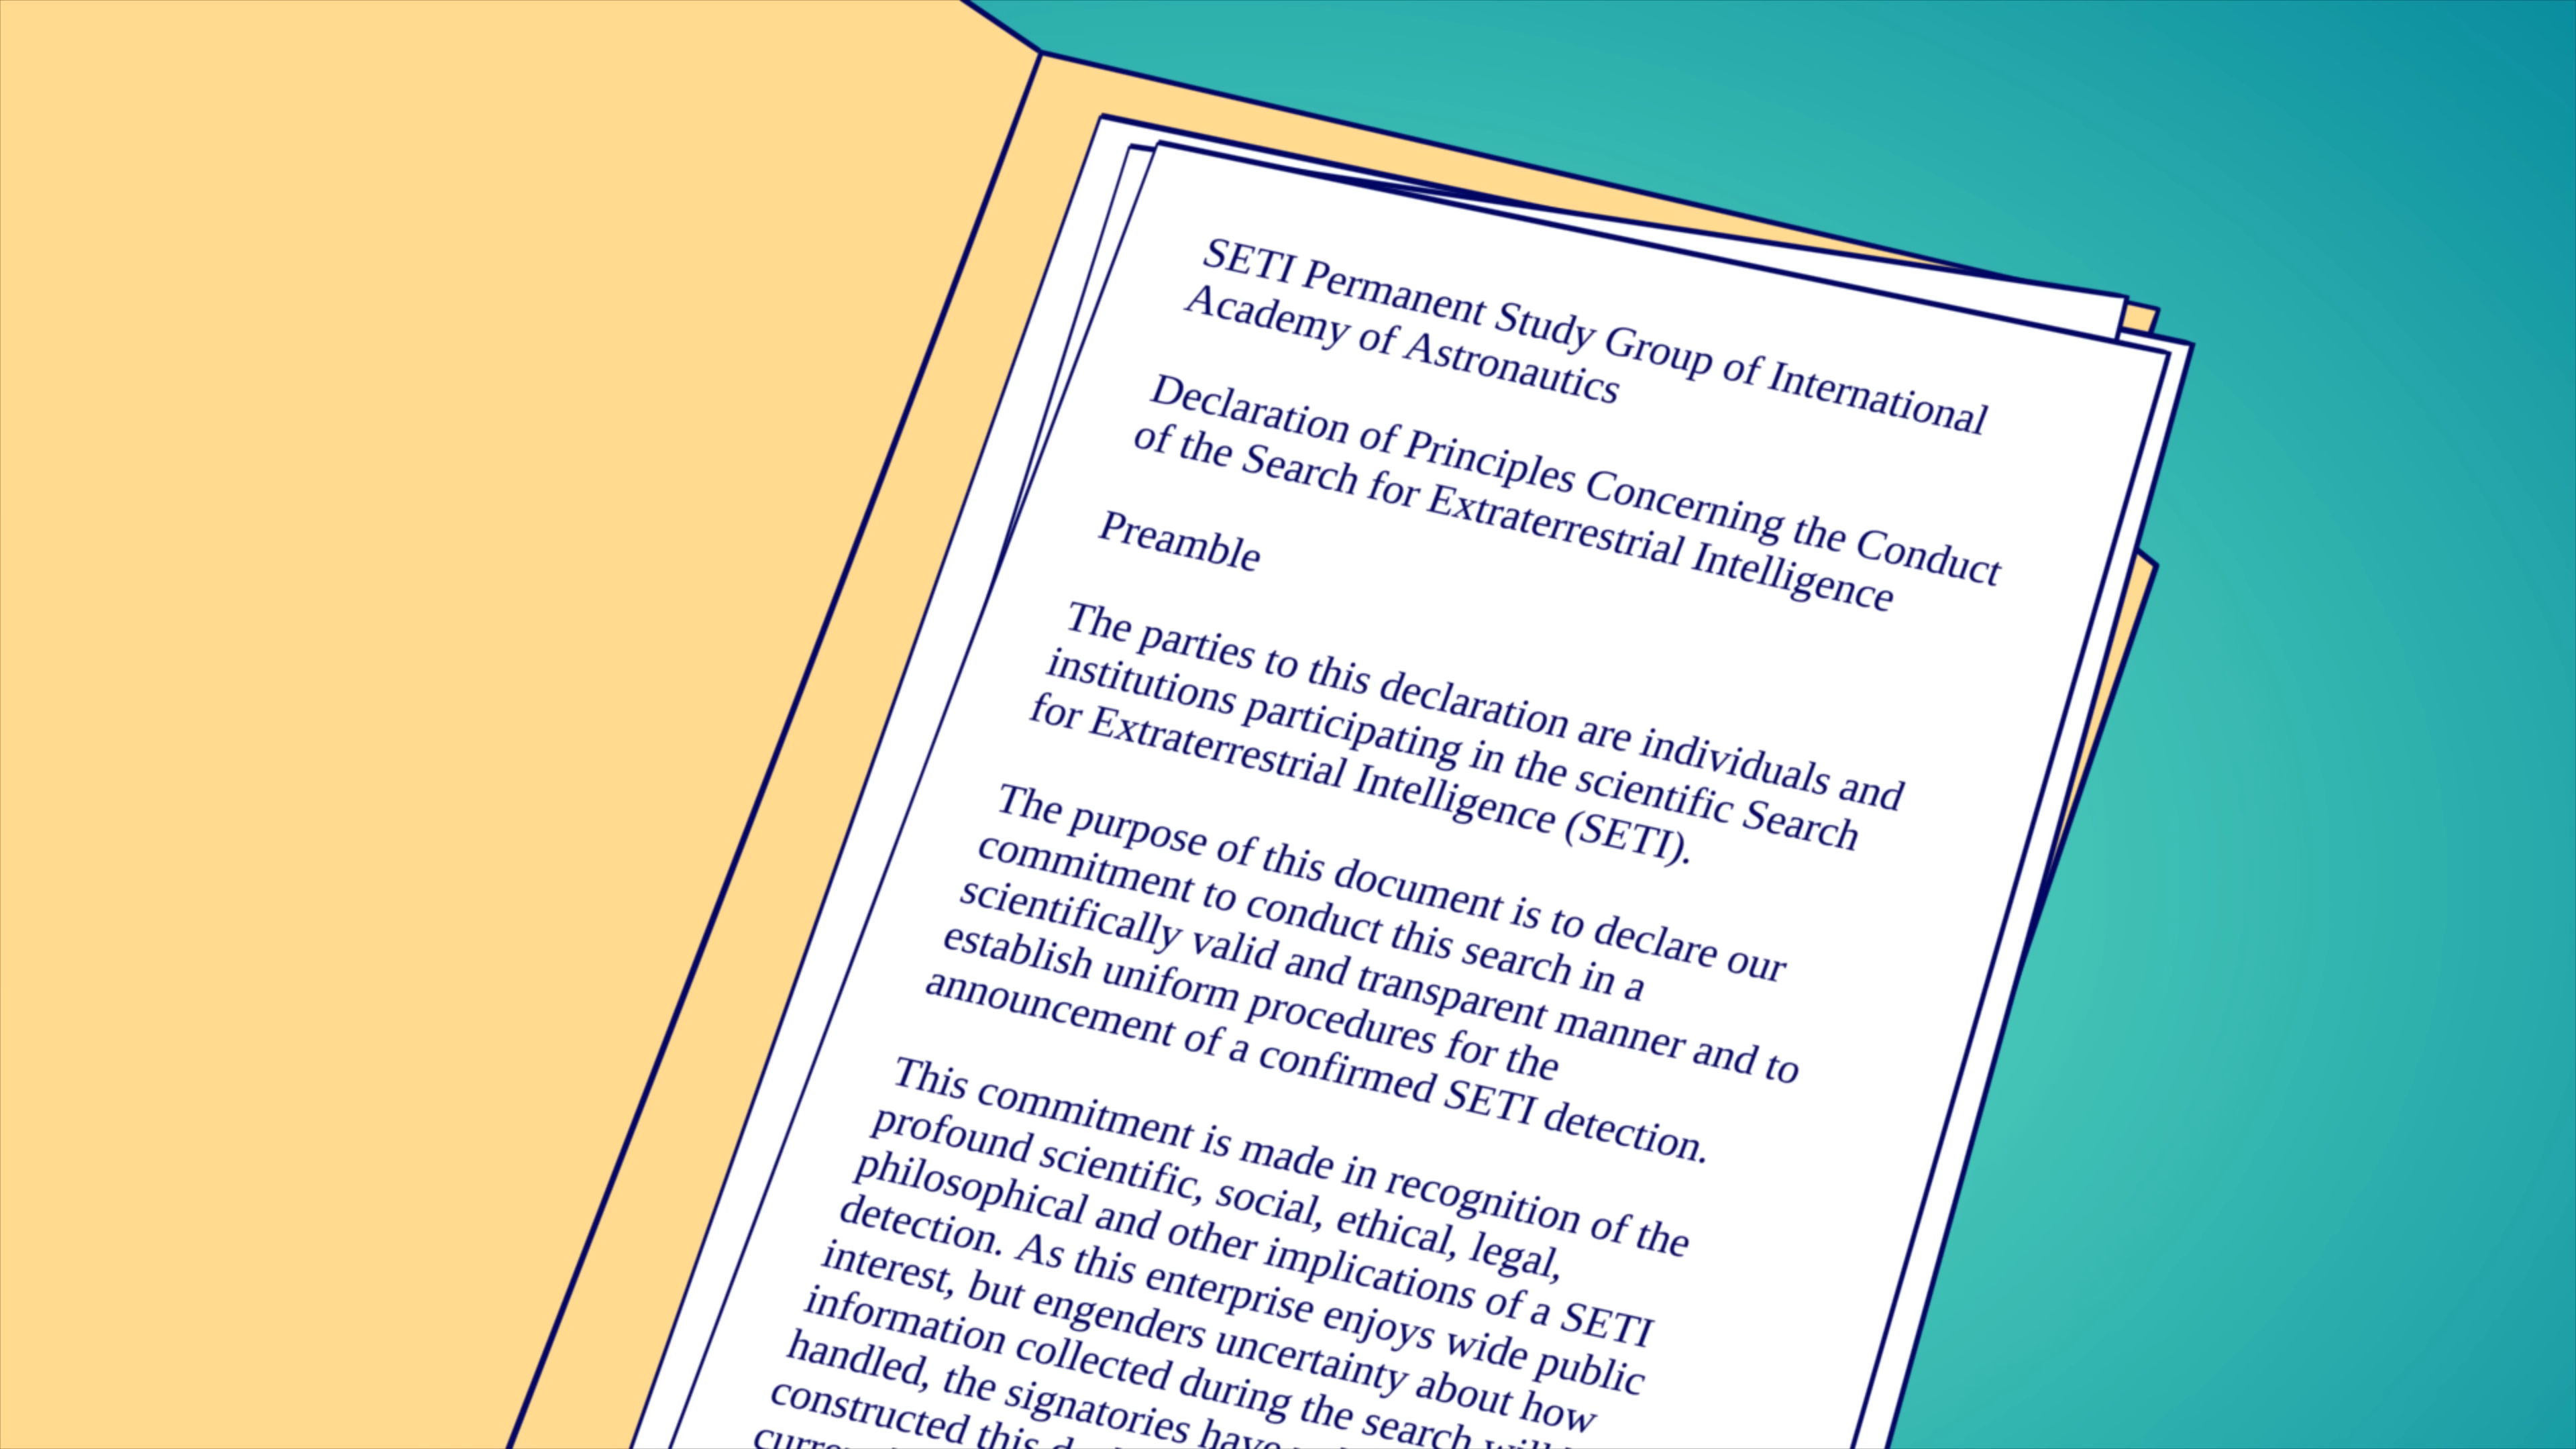 SETI Permanent Study Group of International
Academy of Astronautics
Declaration of Principles Concerning the Conduct
of the Search for Extraterrestrial Intelligence
Preamble
The parties to this declaration are individuals and
institutions participating in the scientific Search
for Extraterrestrial Intelligence (SETI).
The purpose of this document is to declare our
commitment to conduct this search in a
scientifically valid and transparent manner and to
establish uniform procedures for the
announcement of a confirmed SETI detection.
This commitment is made in recognition of the
profound scientific, social, ethical, legal,
philosophical and other implications of a SETI
detection. As this enterprise enjoys wide public
interest, but engenders uncertainty about how
information collected during the search will
handled, the signatories have
constructed this